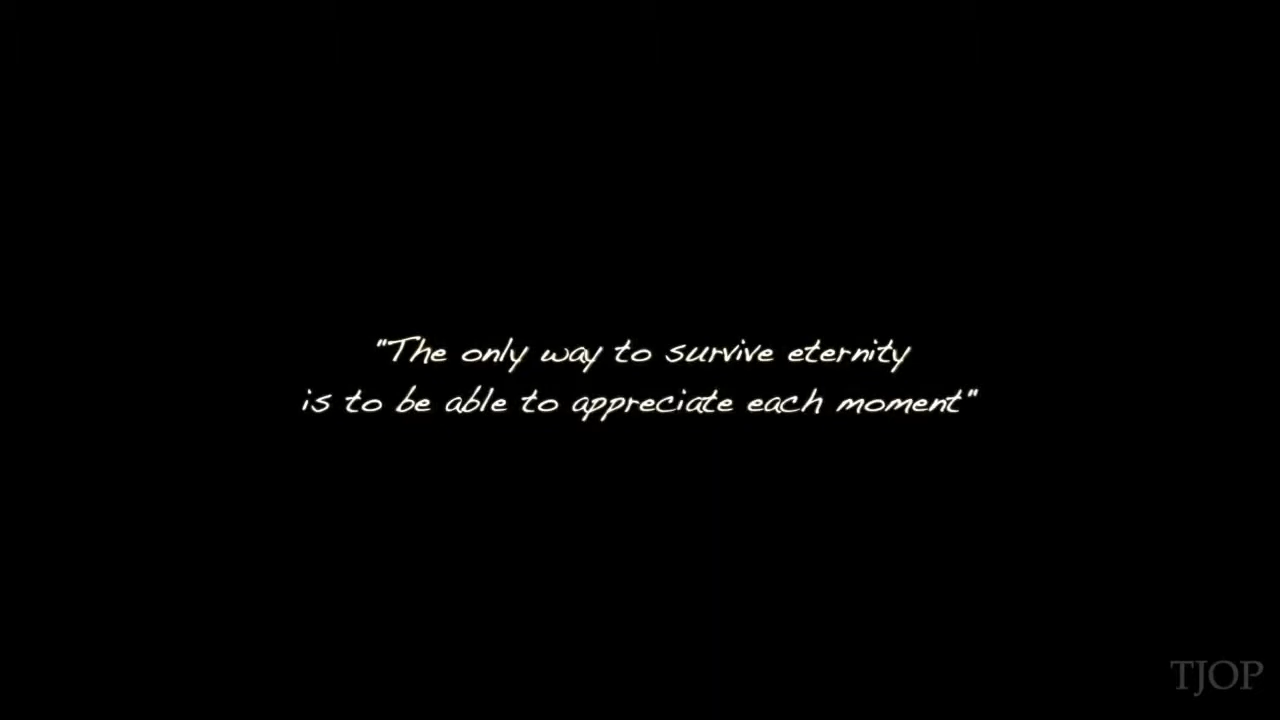 "The only way to survive eternity
is to be able to appreciate each moment"
TJOP